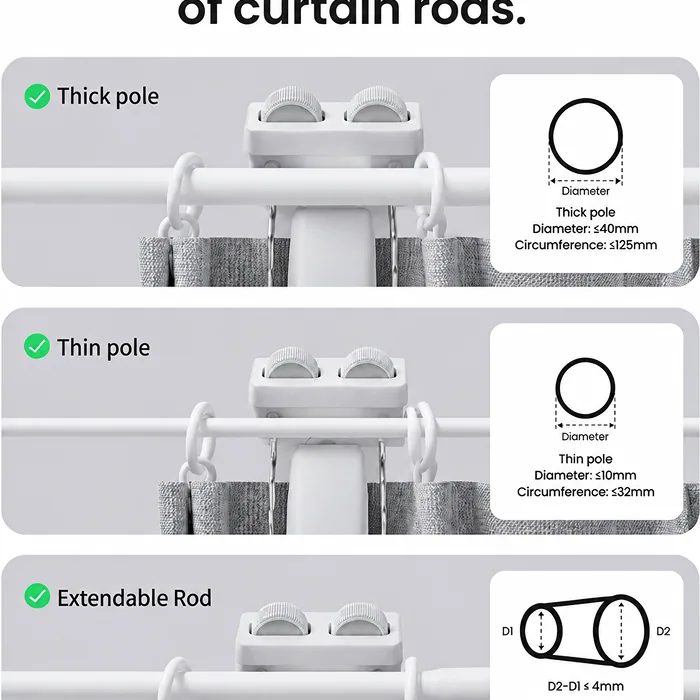 of curtain rods.
Thick pole
Diameter
Thick pole
Diameter: ≤40mm
Circumference: ≤125mm
Thin pole
Diameter
Thin pole
Diameter: ≤10mm
Circumference: ≤32mm
Extendable Rod
D1 D2
D2-D1 ≤ 4mm